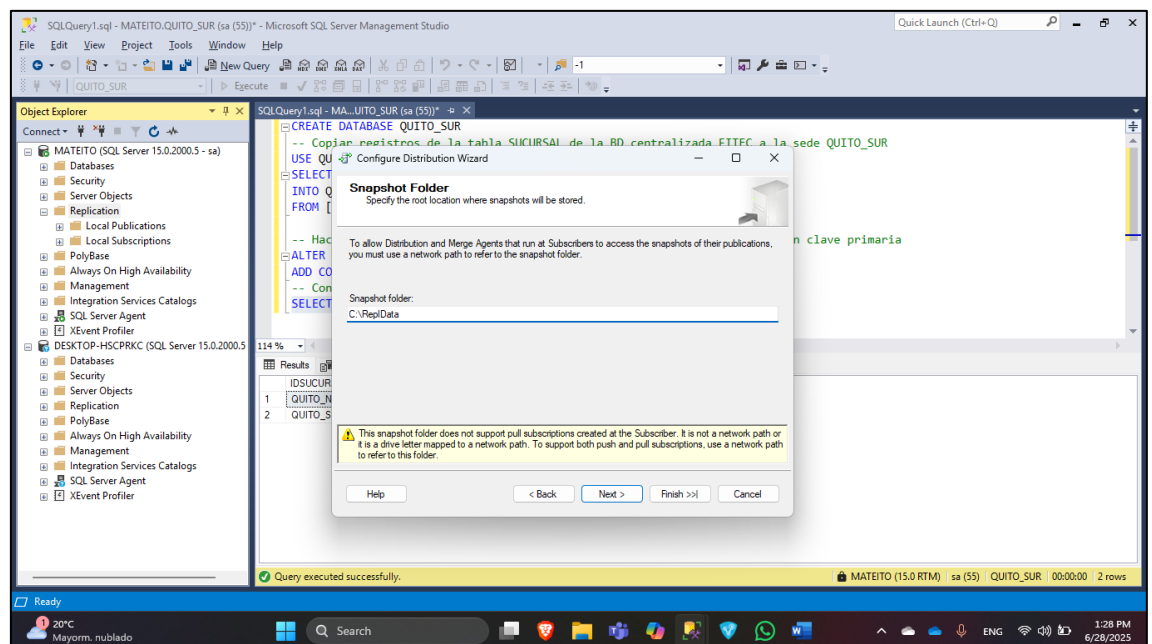 SQLQuery1.sql - MATEITO.QUITO_SUR (sa (55))* - Microsoft SQL Server Management Studio
Quick Launch (Ctrl+Q)
File Edit View Project Tools Window Help
New Query
-1
QUITO_SUR
Execute
Object Explorer
SQLQuery1.sql - MA...UITO_SUR (sa (55))*
Connect
MATEITO (SQL Server 15.0.2000.5 - sa)
Databases
Security
Server Objects
Replication
Local Publications
Local Subscriptions
PolyBase
Always On High Availability
Management
Integration Services Catalogs
SQL Server Agent
XEvent Profiler
DESKTOP-HSCPRKC (SQL Server 15.0.2000.5
Databases
Security
Server Objects
Replication
PolyBase
Always On High Availability
Management
Integration Services Catalogs
SQL Server Agent
XEvent Profiler
CREATE DATABASE QUITO_SUR
-- Copiar registros de la tabla SUCURSAL de la BD centralizada FITEC a la sede QUITO_SUR
USE QU
SELECT
INTO Q
FROM [
-- Hac
n clave primaria
ALTER
ADD CO
-- Con
SELECT
114 %
Results
IDSUCUR
1 QUITO_N
2 QUITO_S
Configure Distribution Wizard
Snapshot Folder
Specify the root location where snapshots will be stored.
To allow Distribution and Merge Agents that run at Subscribers to access the snapshots of their publications,
you must use a network path to refer to the snapshot folder.
Snapshot folder:
C:\ReplData
This snapshot folder does not support pull subscriptions created at the Subscriber. It is not a network path or
it is a drive letter mapped to a network path. To support both push and pull subscriptions, use a network path
to refer to this folder.
Help < Back Next > Finish >>| Cancel
Query executed successfully. MATEITO (15.0 RTM) sa (55) QUITO_SUR 00:00:00 2 rows
Ready
1 20°C
Mayorm. nublado
Search
ENG
1:28 PM
6/28/2025